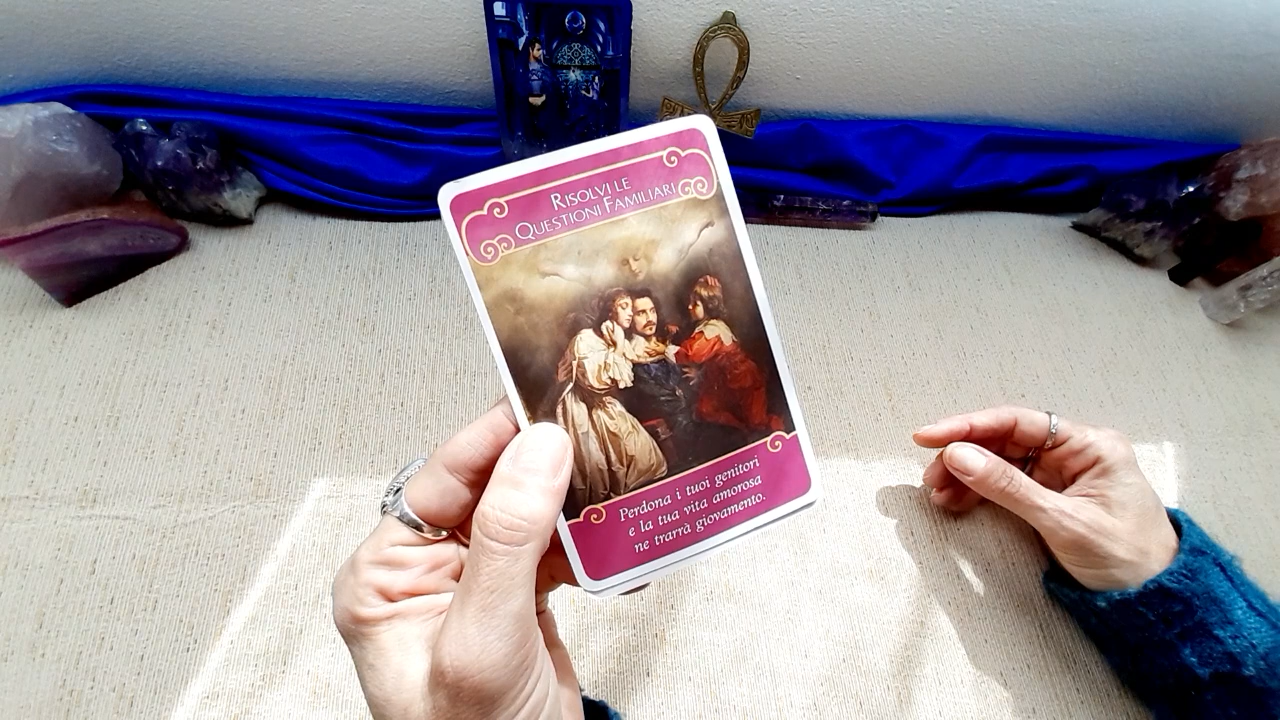 Risolvi le
Questioni Familiari
Perdona i tuoi genitori
e la tua vita amorosa
ne trarrà giovamento.